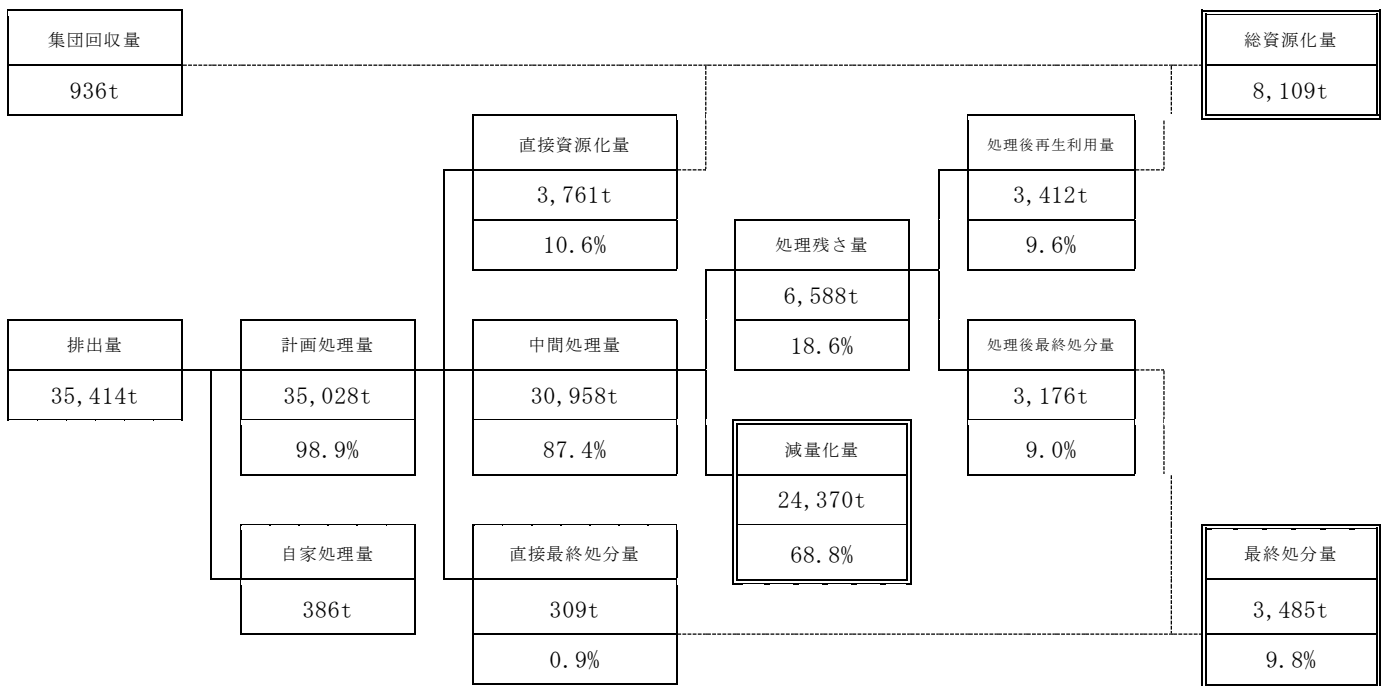 集団回収量
936t
総資源化量
8,109t
直接資源化量
3,761t
10.6%
処理後再生利用量
3,412t
9.6%
処理残さ量
6,588t
18.6%
排出量
35,414t
計画処理量
35,028t
98.9%
中間処理量
30,958t
87.4%
処理後最終処分量
3,176t
9.0%
減量化量
24,370t
68.8%
自家処理量
386t
直接最終処分量
309t
0.9%
最終処分量
3,485t
9.8%